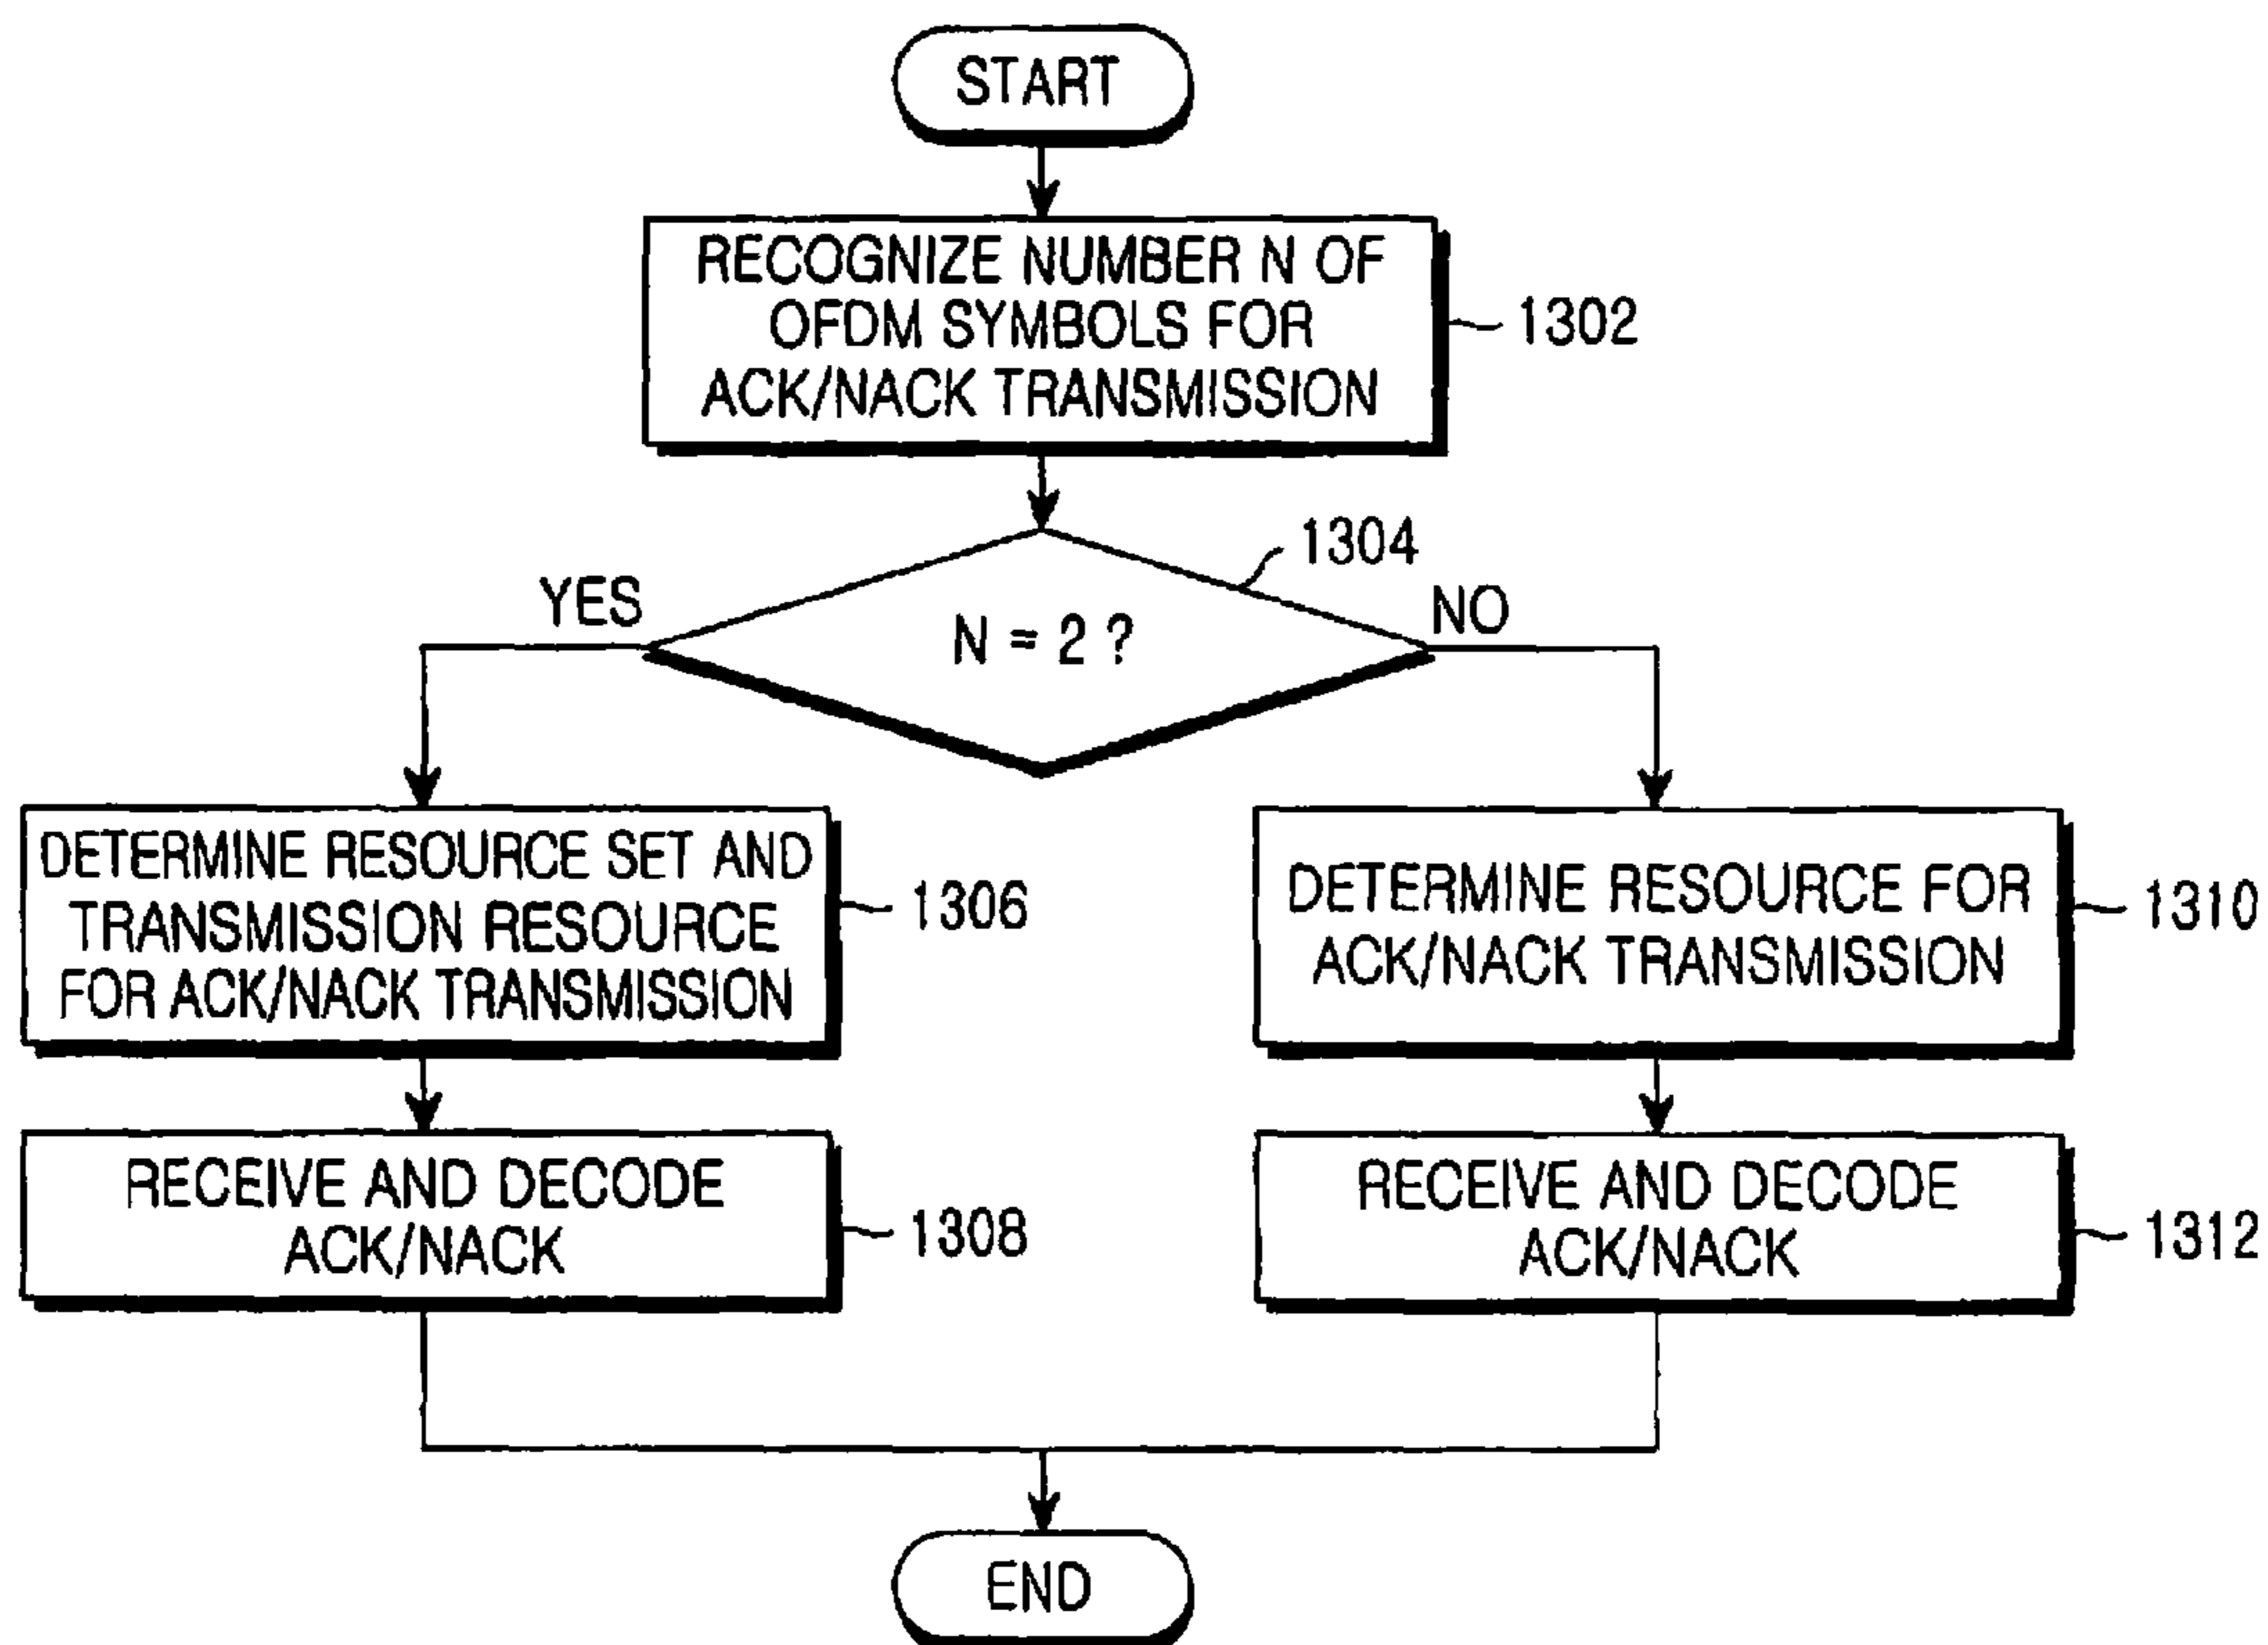 START
RECOGNIZE NUMBER N OF
OFDM SYMBOLS FOR
ACK/NACK TRANSMISSION
1302
1304
YES
N = 2 ?
NO
DETERMINE RESOURCE SET AND
TRANSMISSION RESOURCE
FOR ACK/NACK TRANSMISSION
1306
DETERMINE RESOURCE FOR
ACK/NACK TRANSMISSION
1310
RECEIVE AND DECODE
ACK/NACK
1308
RECEIVE AND DECODE
ACK/NACK
1312
END